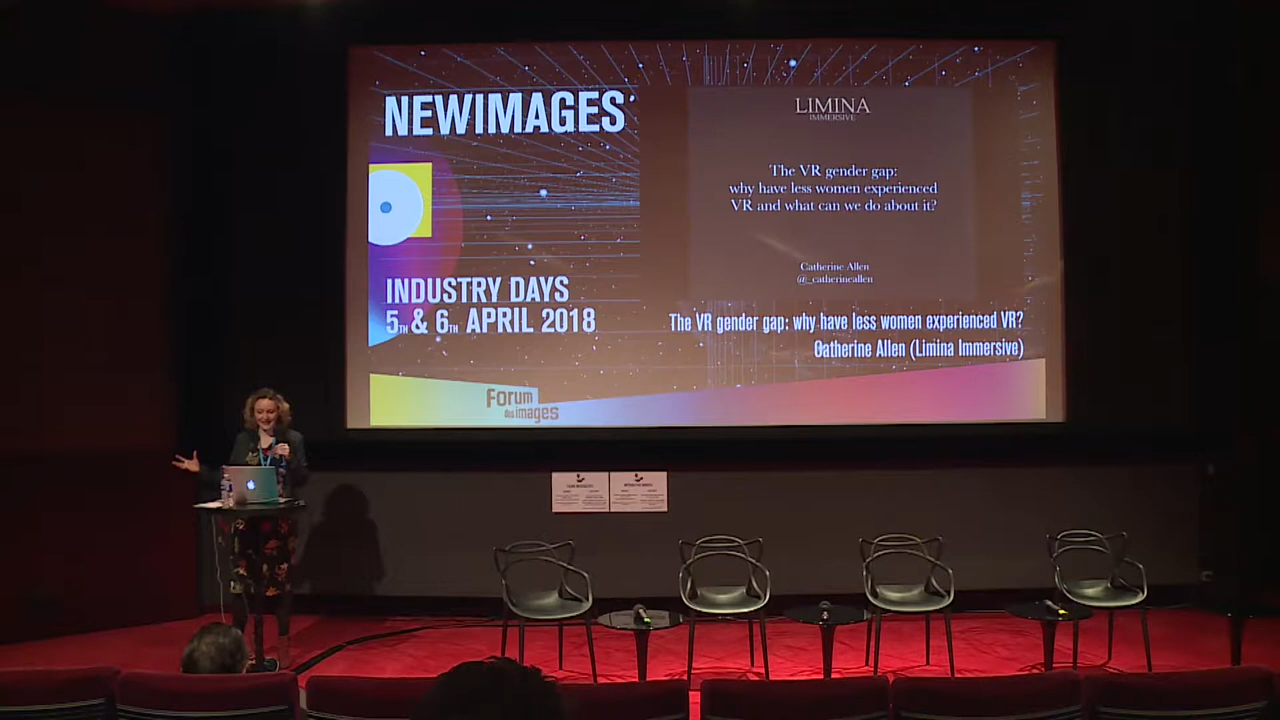 NEWIMAGES
INDUSTRY DAYS
5TH & 6TH APRIL 2018
LIMINA
IMMERSIVE
The VR gender gap:
why have less women experienced
VR and what can we do about it?
Catherine Allen
@_catherineallen
The VR gender gap: why have less women experienced VR?
Catherine Allen (Limina Immersive)
Forum
des images